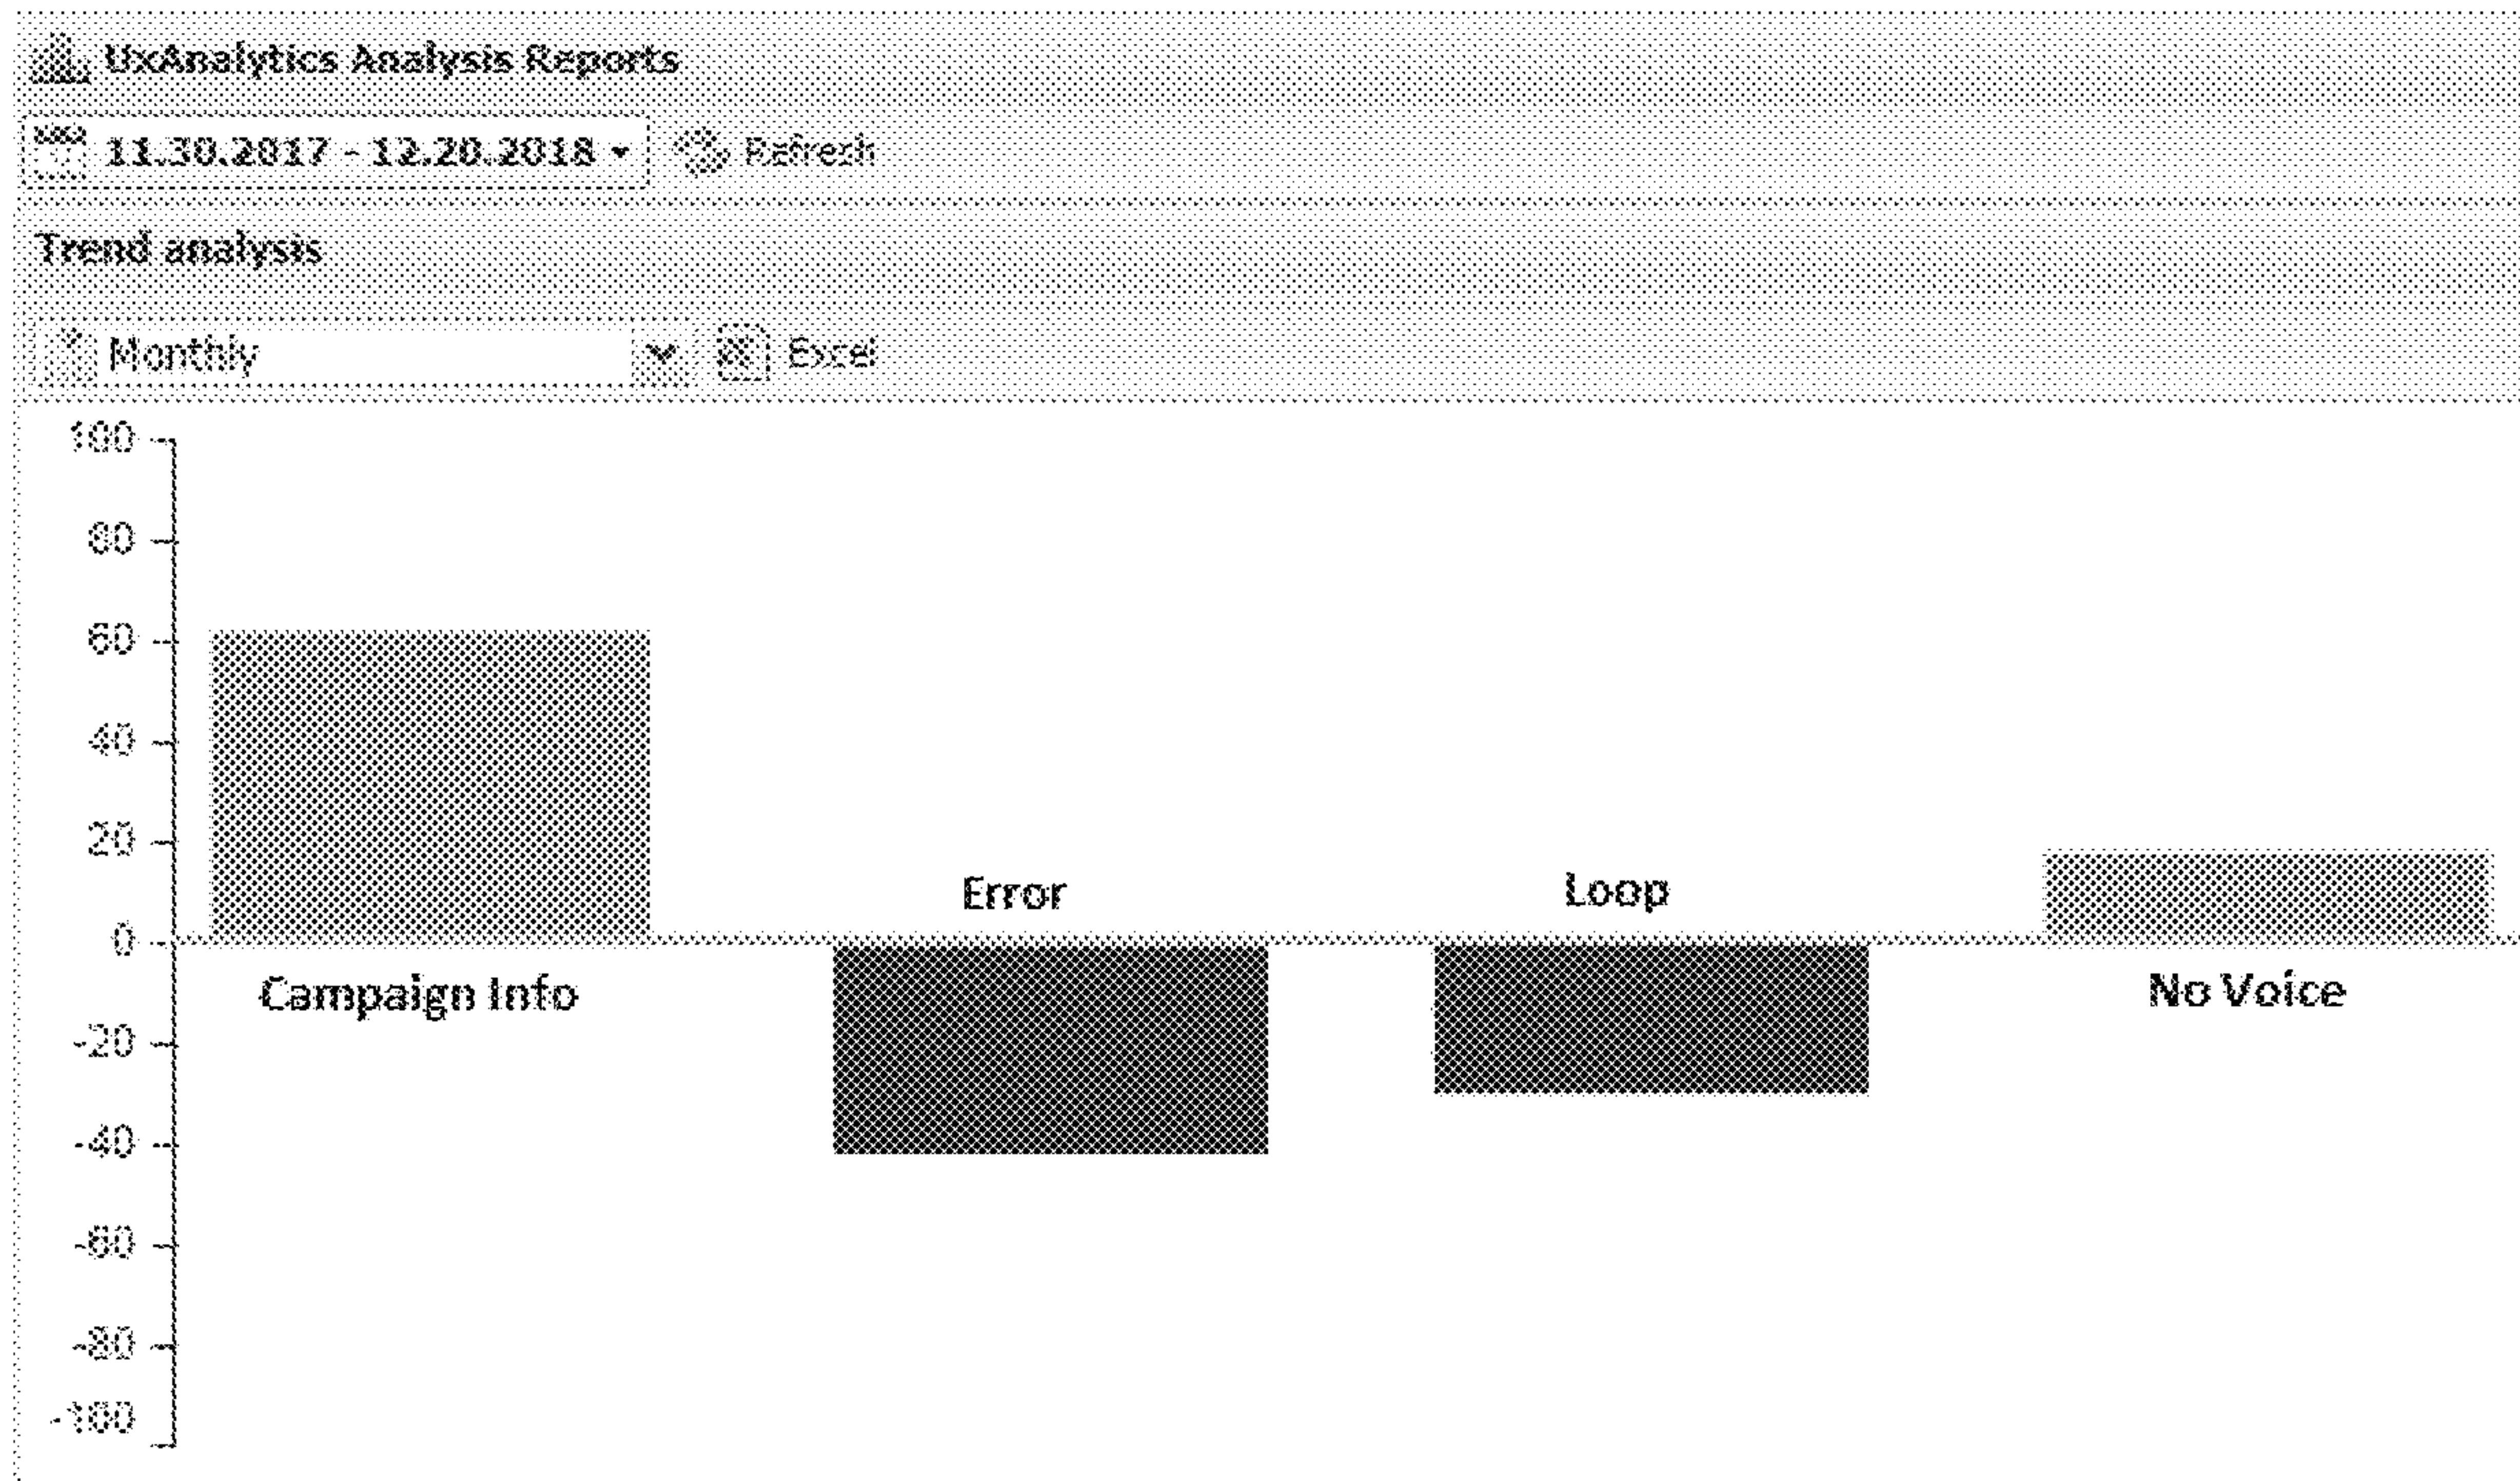 UxAnalytics Analysis Reports
11.30.2017 - 12.20.2018
Refresh
Trend analysis
Monthly
Excel
100
80
60
40
20
0
-20
-40
-60
-80
-100
Campaign Info
Error
Loop
No Voice